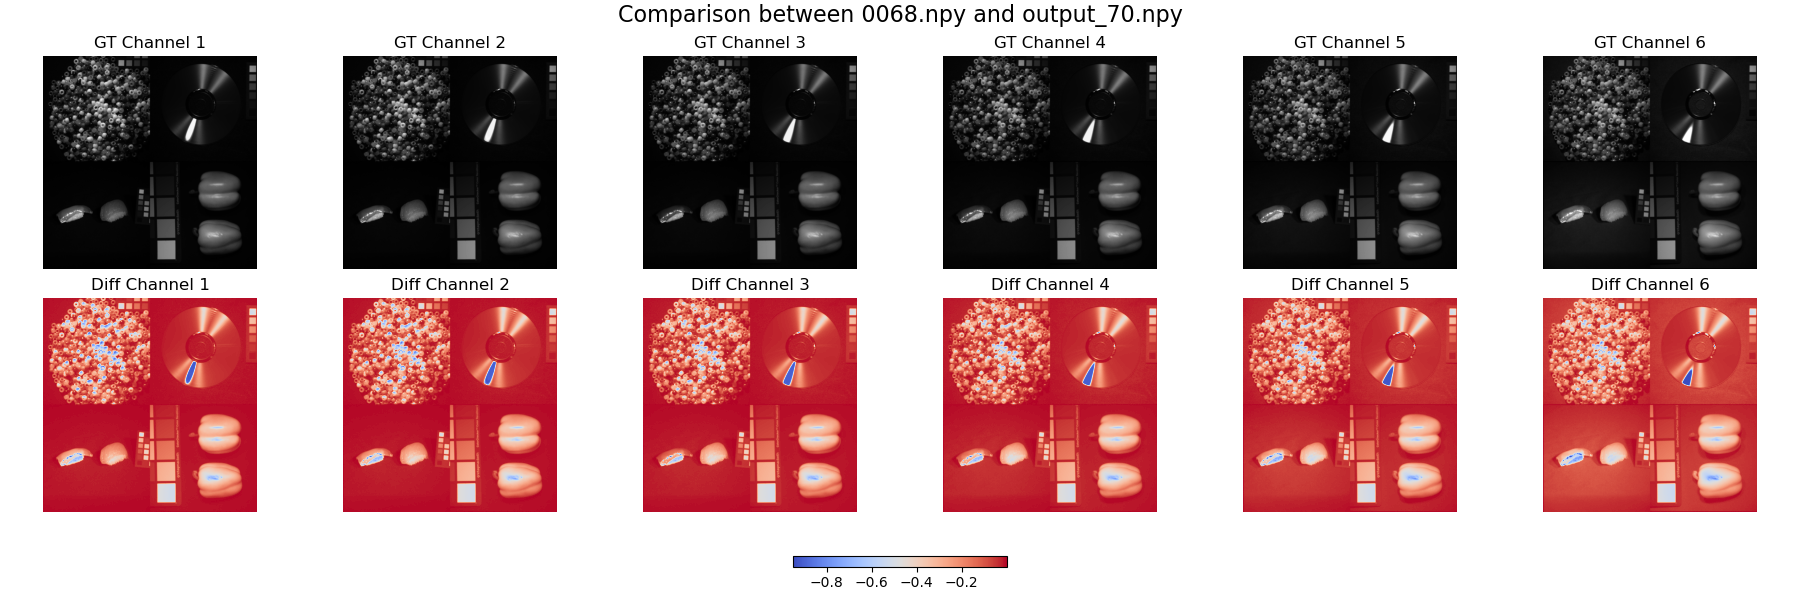 Comparison between 0068.npy and output_70.npy
GT Channel 1
GT Channel 2
GT Channel 3
GT Channel 4
GT Channel 5
GT Channel 6
Diff Channel 1
Diff Channel 2
Diff Channel 3
Diff Channel 4
Diff Channel 5
Diff Channel 6
−0.8 −0.6 −0.4 −0.2